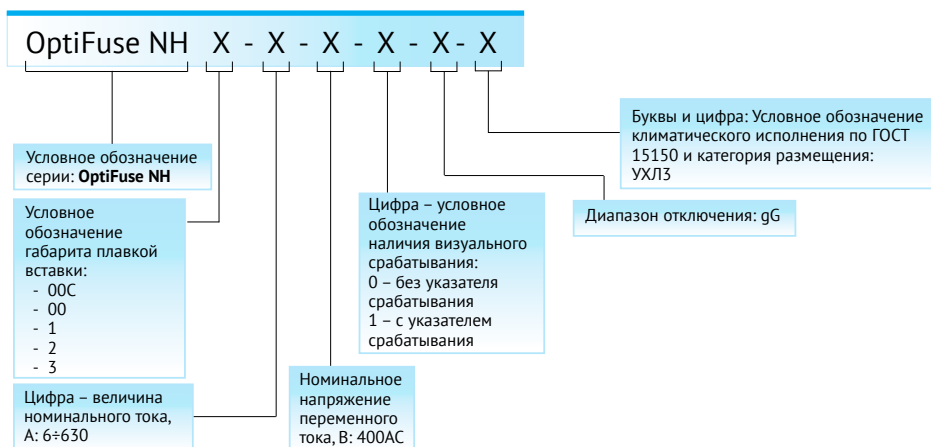 OptiFuse NH X - X - X - X - X - X
Условное обозначение
серии: OptiFuse NH
Условное
обозначение
габарита плавкой
вставки:
- 00C
- 00
- 1
- 2
- 3
Цифра – величина
номинального тока,
А: 6÷630
Номинальное
напряжение
переменного
тока, В: 400АС
Цифра – условное
обозначение
наличия визуального
срабатывания:
0 – без указателя
срабатывания
1 – с указателем
срабатывания
Диапазон отключения: gG
Буквы и цифра: Условное обозначение
климатического исполнения по ГОСТ
15150 и категория размещения:
УХЛ3